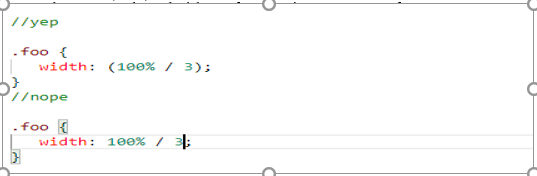 //yep
.foo {
width: (100% / 3);
}
//nope
.foo {
width: 100% / 3;
}